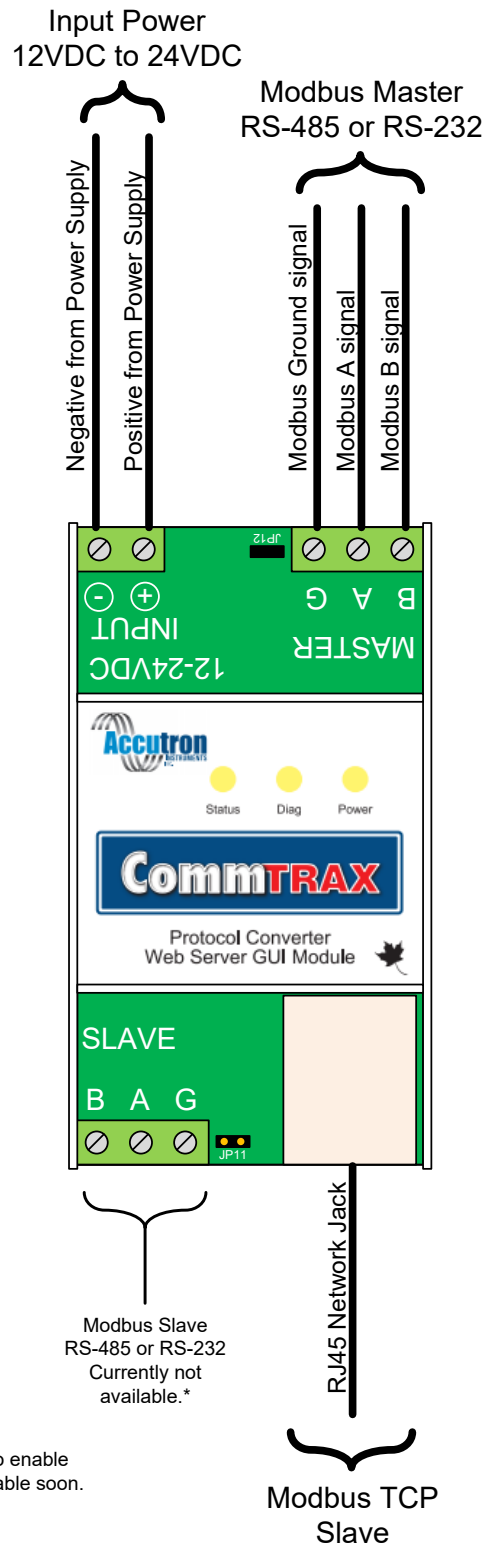 Input Power
12VDC to 24VDC
Modbus Master
RS-485 or RS-232
Negative from Power Supply
Positive from Power Supply
Modbus Ground signal
Modbus A signal
Modbus B signal
JP12
- +
INPUT
12-24VDC
G A B
MASTER
Accutron
INSTRUMENTS
INC.
Status Diag Power
COMMTRAX
Protocol Converter
Web Server GUI Module
SLAVE
B A G
JP11
RJ45 Network Jack
Modbus Slave
RS-485 or RS-232
Currently not
available.*
enable
able soon.
Modbus TCP
Slave